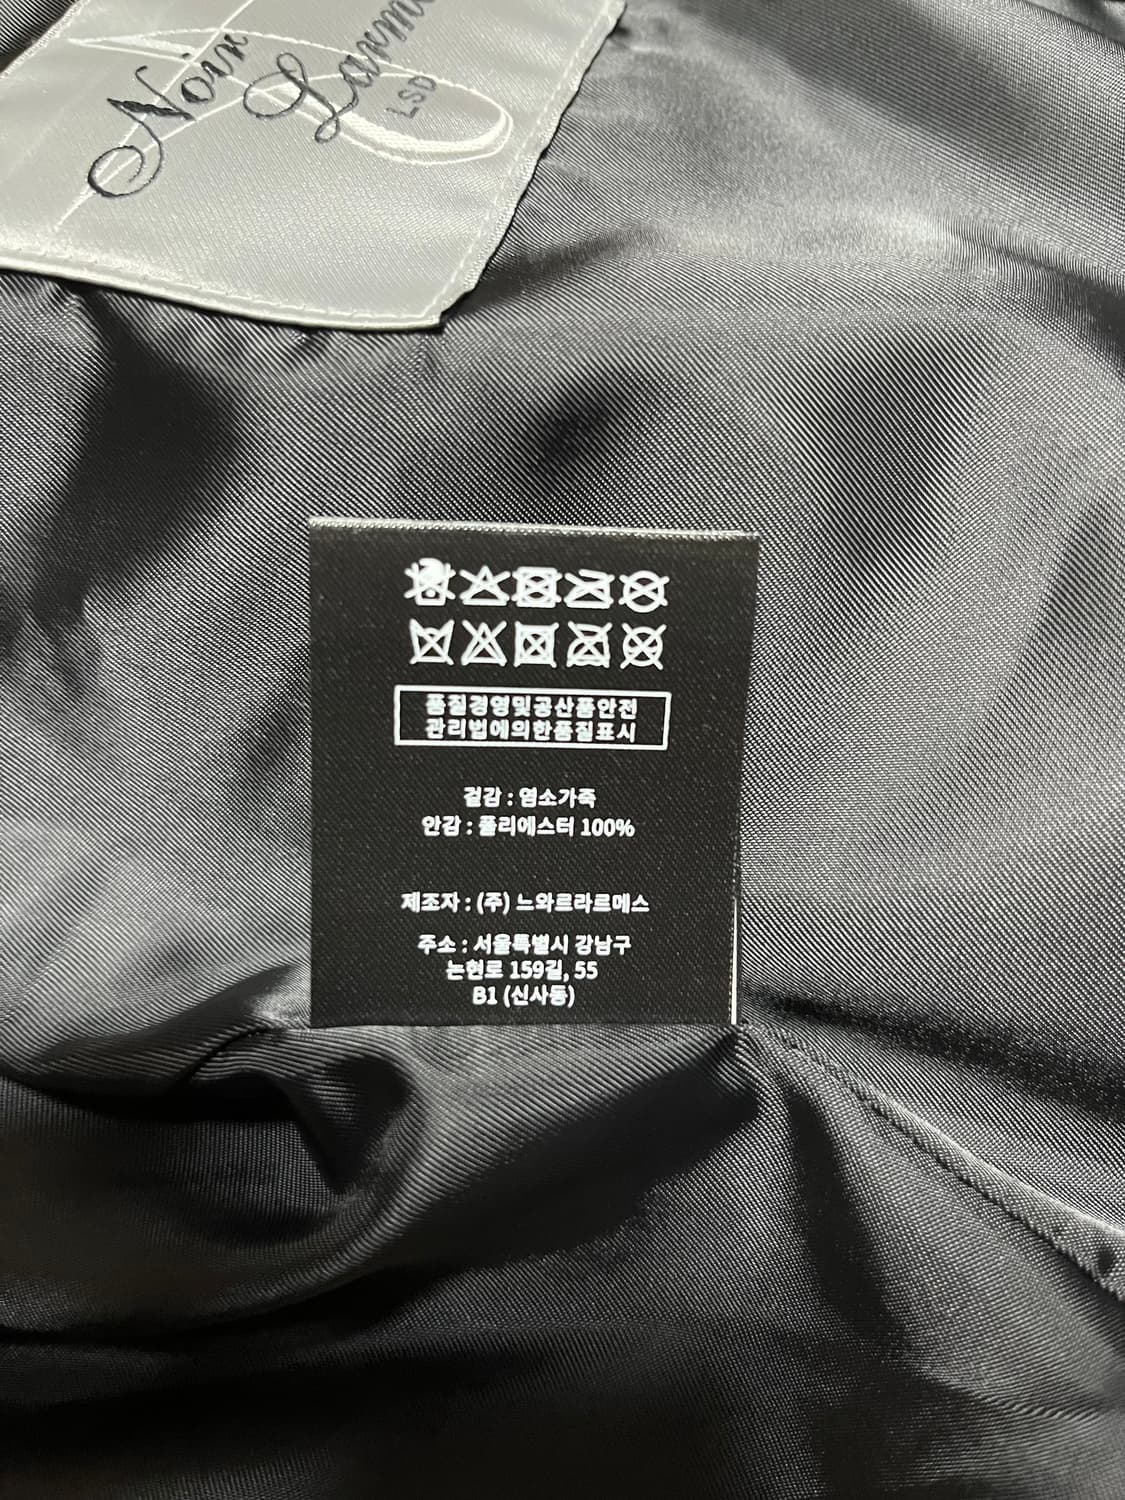 Noir
Larme
LSD
품질경영및공산품안전
관리법에의한품질표시
겉감 : 염소가죽
안감 : 폴리에스터 100%
제조자 : (주) 느와르라르메스
주소 : 서울특별시 강남구
논현로 159길, 55
B1 (신사동)